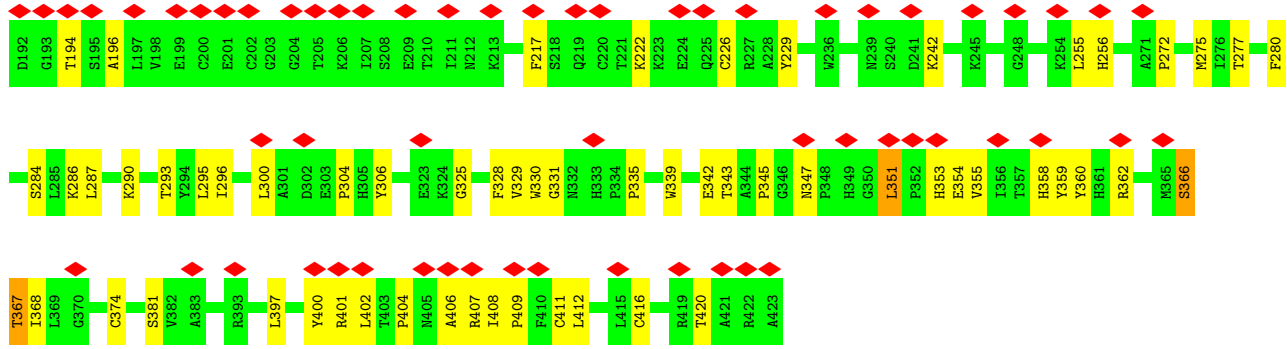 D192 G193 T194 S195 A196 L197 V198 E199 C200 E201 C202 G203 G204 T205 K206 I207 S208 E209 T210 I211 N212 K213 F217 S218 Q219 C220 T221 K222 K223 E224 Q225 C226 R227 A228 Y229 W236 N239 S240 D241 K242 K245 G248 K254 L255 H256 A271 P272 M275 I276 T277 F280
S284 L285 K286 L287 K290 T293 Y294 L295 I296 L300 A301 D302 E303 P304 H305 Y306 E323 K324 G325 F328 V329 W330 G331 N332 H333 P334 P335 W339 E342 T343 A344 P345 G346 N347 P348 H349 G350 L351 P352 H353 E354 V355 I356 T357 H358 Y359 Y360 H361 R362 M365 S366
T367 I368 L369 G370 C374 S381 V382 A383 R393 L397 Y400 R401 L402 T403 P404 N405 A406 R407 I408 P409 F410 C411 L412 L415 C416 R419 T420 A421 R422 A423